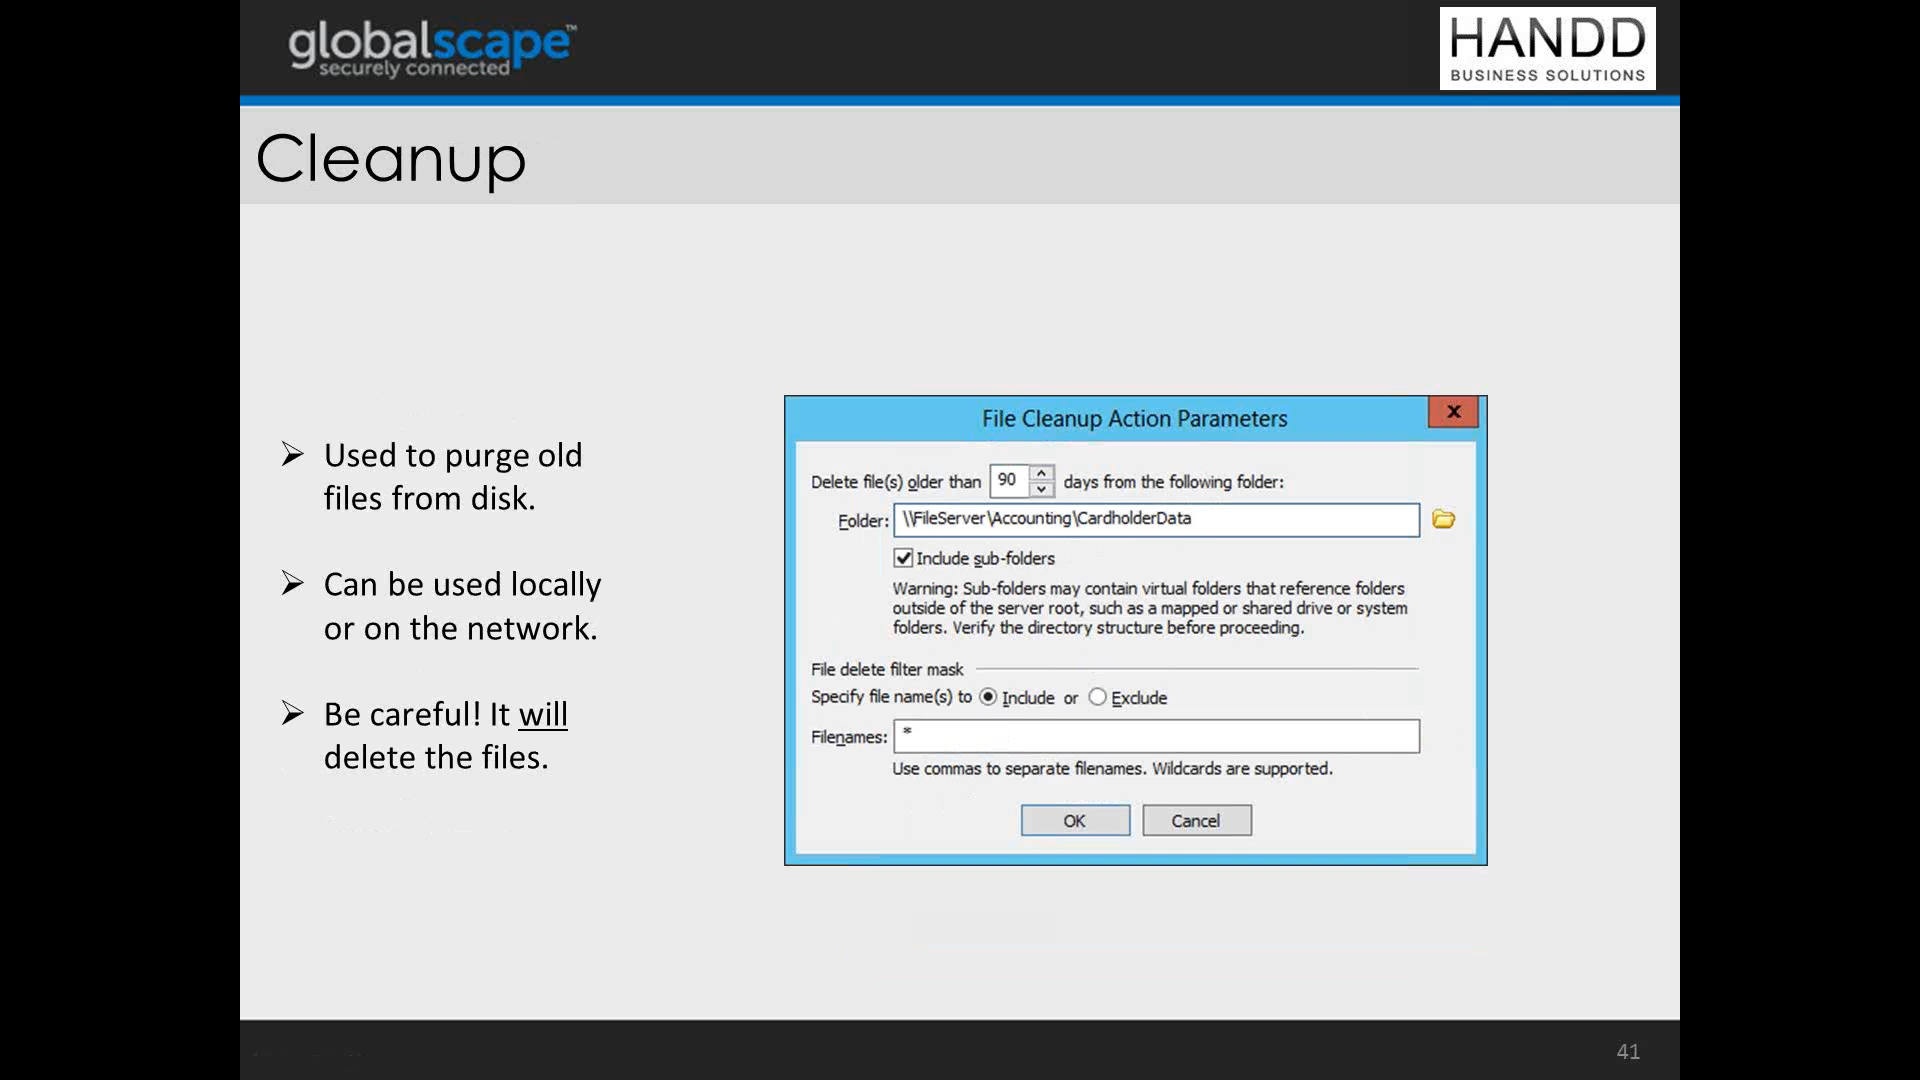 globalscape™
securely connected
HANDD
BUSINESS SOLUTIONS
Cleanup
➢ Used to purge old
files from disk.
➢ Can be used locally
or on the network.
➢ Be careful! It will
delete the files.
File Cleanup Action Parameters
x
Delete file(s) older than 90 days from the following folder:
Folder: \\FileServer\Accounting\CardholderData
Include sub-folders
Warning: Sub-folders may contain virtual folders that reference folders
outside of the server root, such as a mapped or shared drive or system
folders. Verify the directory structure before proceeding.
File delete filter mask
Specify file name(s) to Include or Exclude
Filenames: *
Use commas to separate filenames. Wildcards are supported.
OK Cancel
41